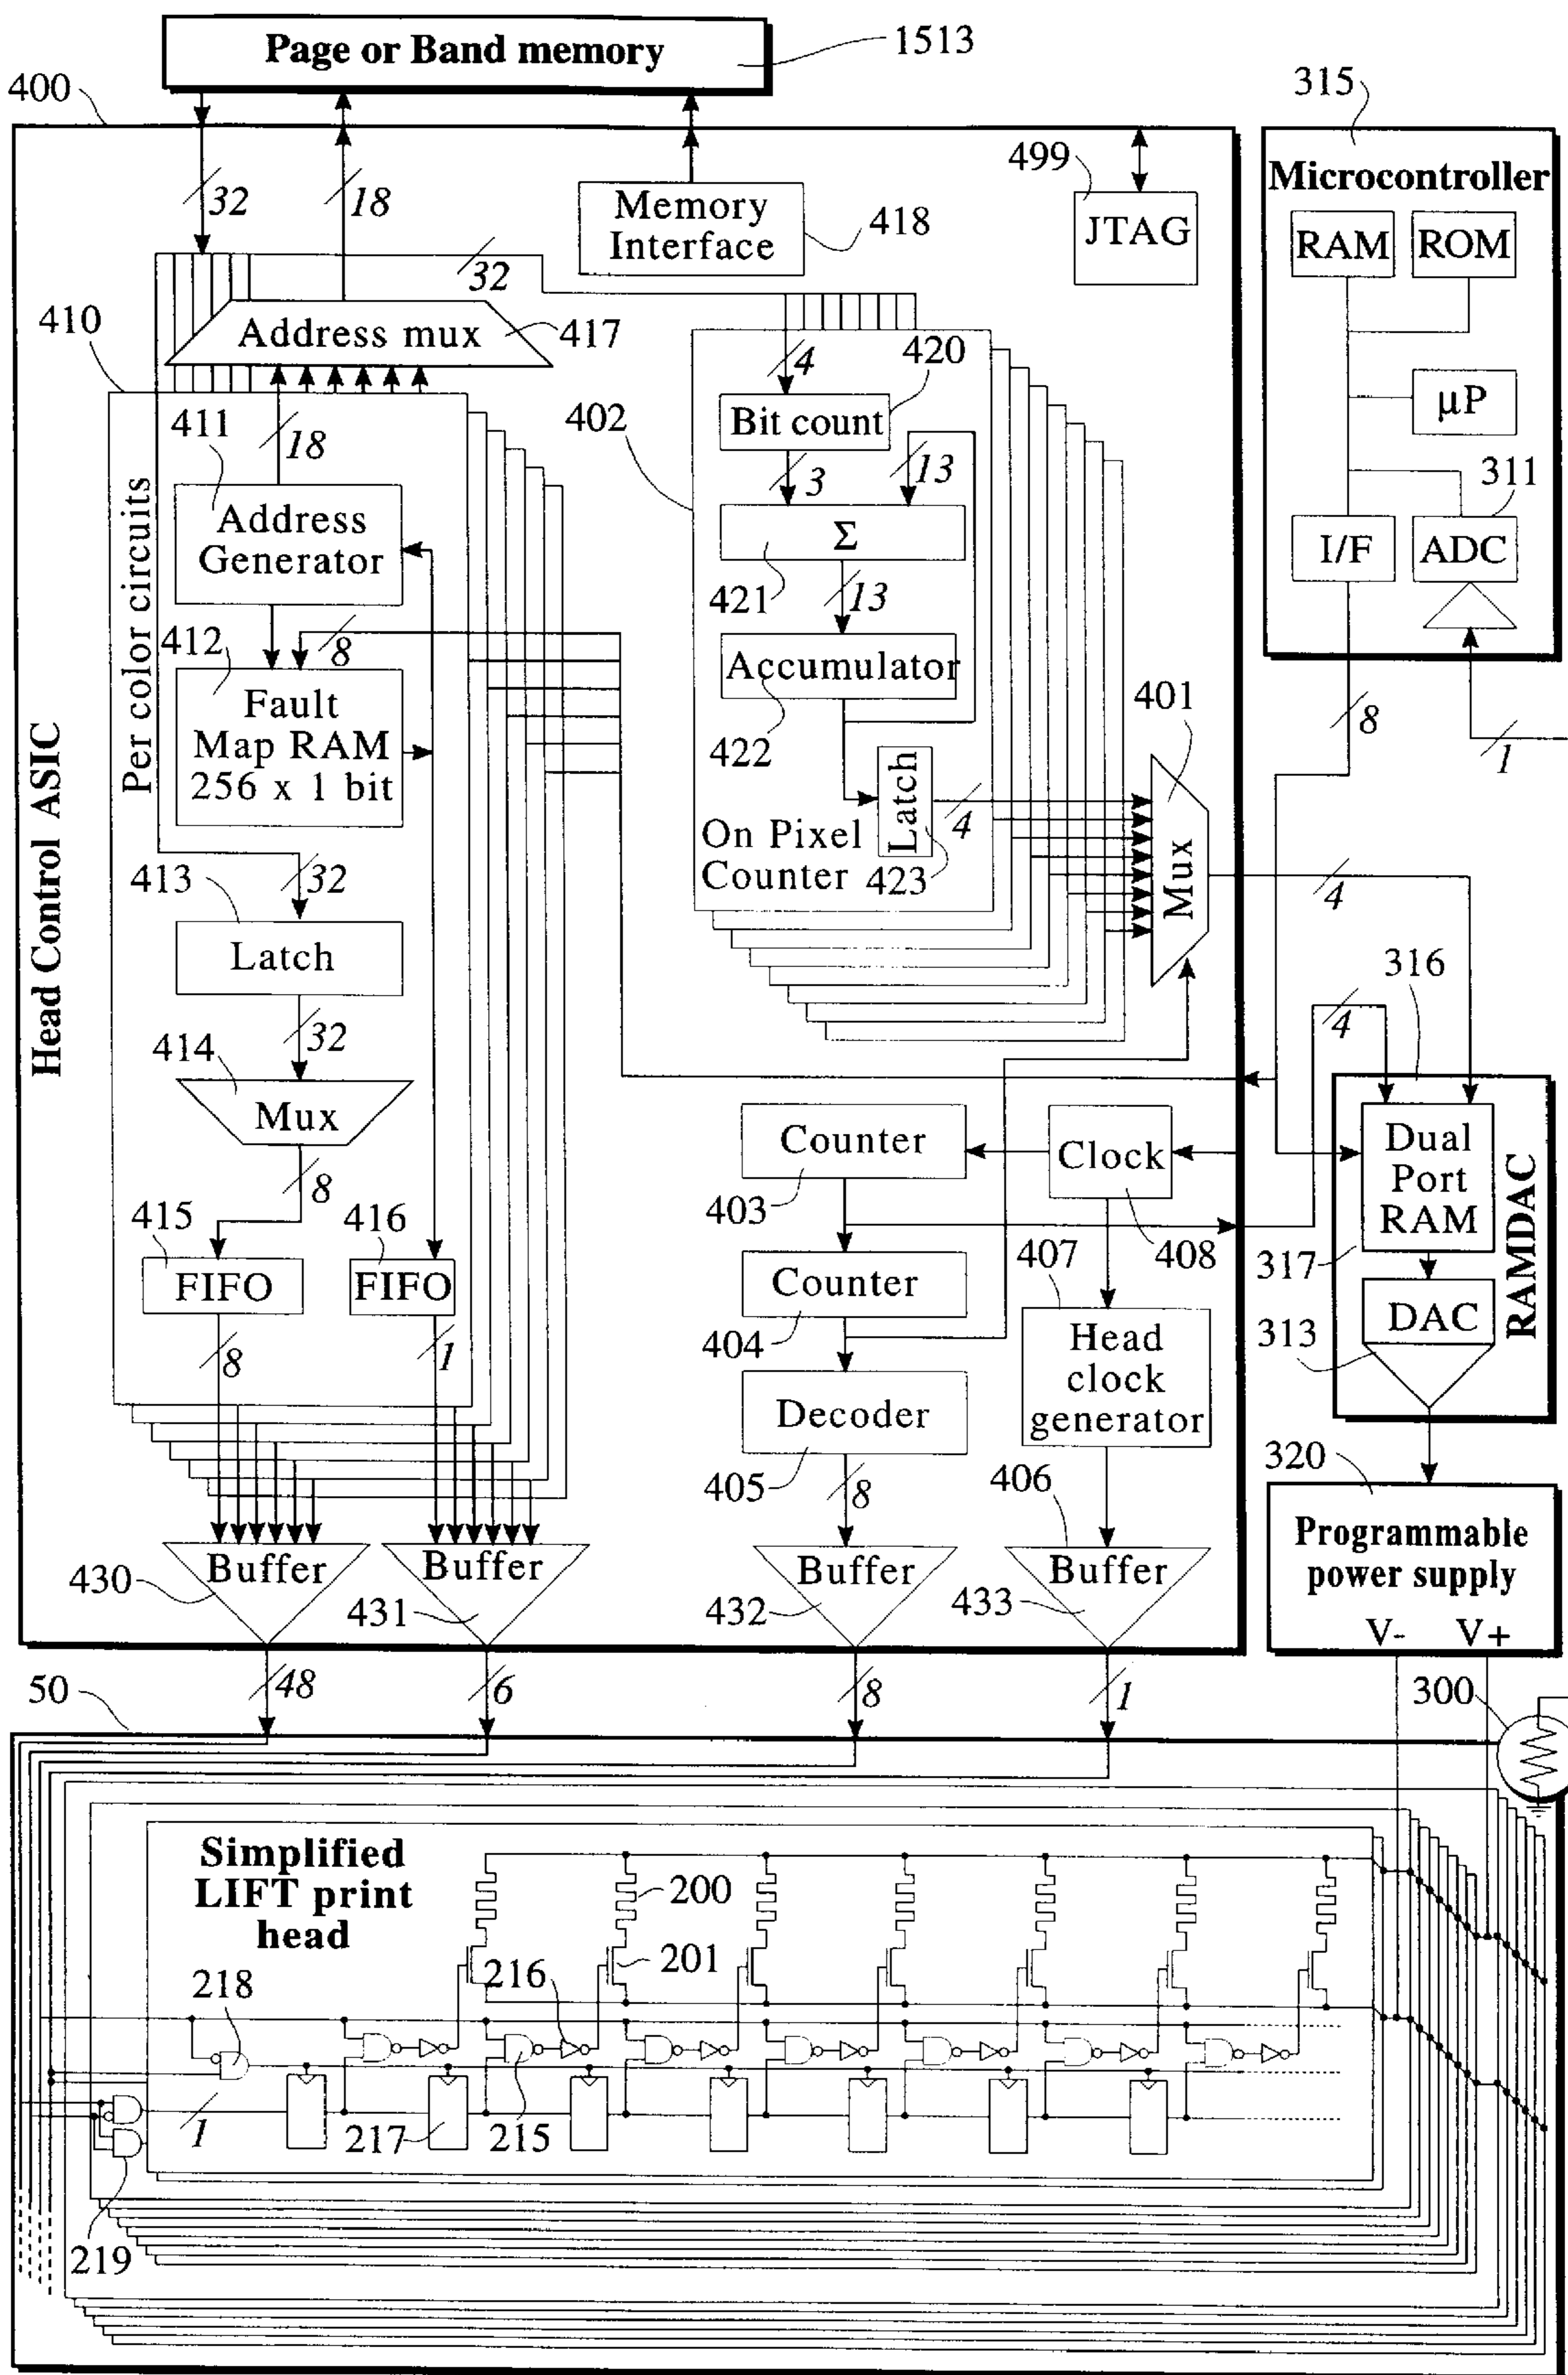 Page or Band memory
1513
400
315
499
Microcontroller
32
18
Memory
Interface
418
JTAG
RAM
ROM
32
410
Address mux
417
420
4
μP
411
18
402
Bit count
3
13
311
Per color circuits
Address
Generator
Σ
I/F
ADC
421
13
8
412
Accumulator
401
Fault
Map RAM
256 x 1 bit
422
8
1
Head Control ASIC
Latch
4
On Pixel
Counter
423
Mux
4
413
32
Latch
316
4
414
32
Mux
Counter
Clock
Dual
Port
RAM
RAMDAC
8
403
415
416
407
408
317
FIFO
FIFO
Counter
DAC
404
313
8
1
Head
clock
generator
Decoder
320
405
8
406
Programmable
power supply
Buffer
Buffer
Buffer
Buffer
430
431
432
433
V-
V+
50
48
6
8
1
300
Simplified
LIFT print
head
200
201
216
218
1
217
215
219